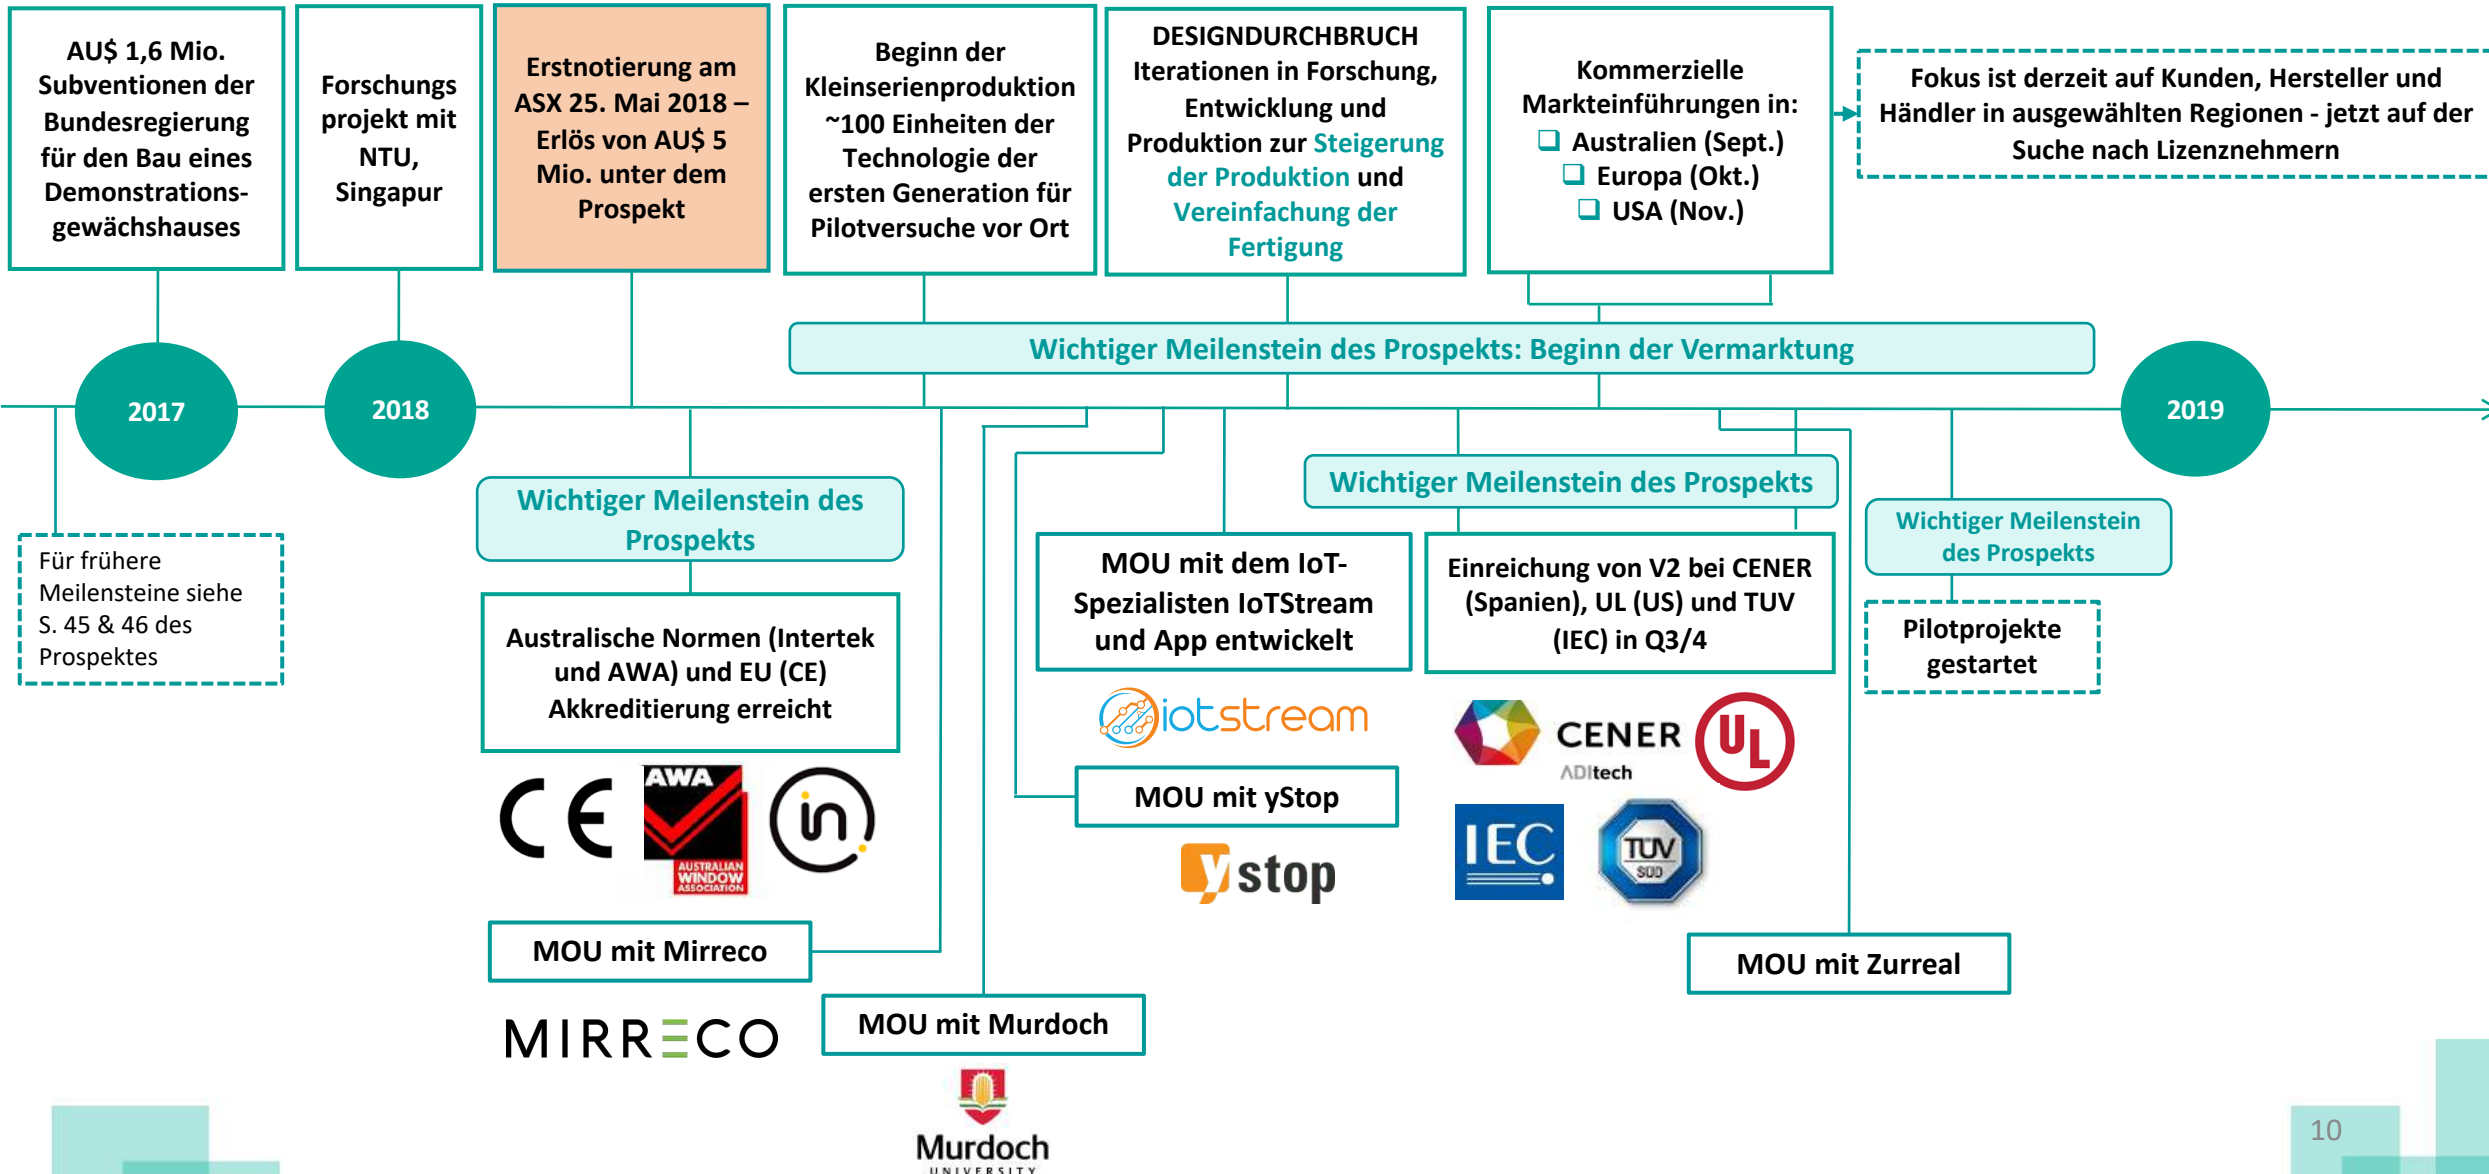 AU$ 1,6 Mio.
Subventionen der
Bundesregierung
für den Bau eines
Demonstrations-
gewächshauses
Forschungs
projekt mit
NTU,
Singapur
Erstnotierung am
ASX 25. Mai 2018 –
Erlös von AU$ 5
Mio. unter dem
Prospekt
Beginn der
Kleinserienproduktion
~100 Einheiten der
Technologie der
ersten Generation für
Pilotversuche vor Ort
DESIGNDURCHBRUCH
Iterationen in Forschung,
Entwicklung und
Produktion zur Steigerung
der Produktion und
Vereinfachung der
Fertigung
Kommerzielle
Markteinführungen in:
❑ Australien (Sept.)
❑ Europa (Okt.)
❑ USA (Nov.)
Fokus ist derzeit auf Kunden, Hersteller und
Händler in ausgewählten Regionen - jetzt auf der
Suche nach Lizenznehmern
Wichtiger Meilenstein des Prospekts: Beginn der Vermarktung
2017
2018
2019
Für frühere
Meilensteine siehe
S. 45 & 46 des
Prospektes
Wichtiger Meilenstein des
Prospekts
Australische Normen (Intertek
und AWA) und EU (CE)
Akkreditierung erreicht
CE
AWA
AUSTRALIAN
WINDOW
ASSOCIATION
in
MOU mit Mirreco
MIRRECO
MOU mit Murdoch
Murdoch
UNIVERSITY
MOU mit dem IoT-
Spezialisten IoTStream
und App entwickelt
iotstream
MOU mit yStop
ystop
Wichtiger Meilenstein des Prospekts
Einreichung von V2 bei CENER
(Spanien), UL (US) und TUV
(IEC) in Q3/4
CENER
ADItech
UL
IEC
TÜV
SÜD
MOU mit Zurreal
Wichtiger Meilenstein
des Prospekts
Pilotprojekte
gestartet
10